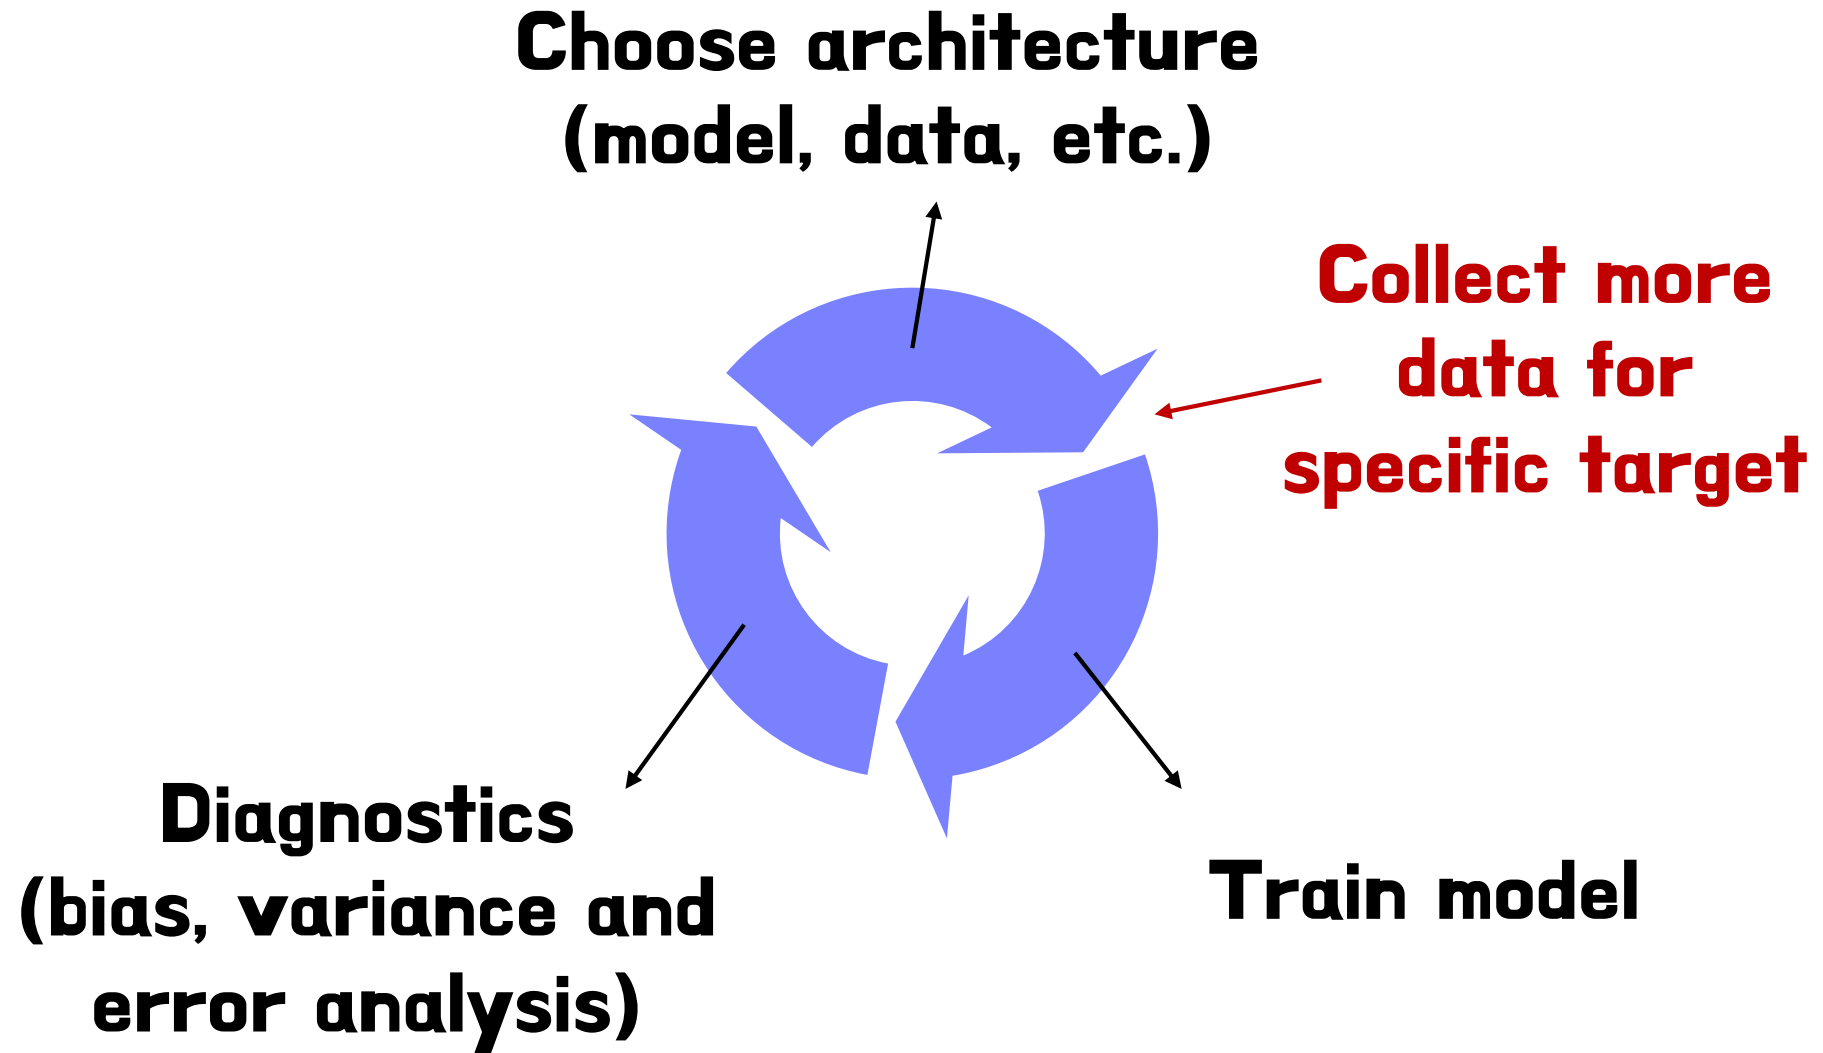 Choose architecture
(model, data, etc.)
Collect more
data for
specific target
Diagnostics
(bias, variance and
error analysis)
Train model